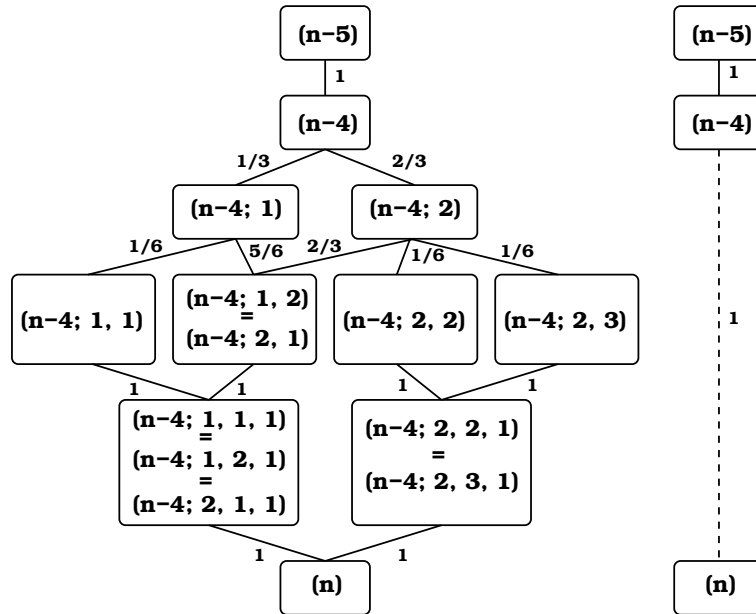 (n−5) (n−5)
1 1
(n−4) (n−4)
1/3 2/3
(n−4; 1) (n−4; 2)
1/6 5/6 2/3 1/6 1/6
(n−4; 1, 1) (n−4; 1, 2) = (n−4; 2, 1) (n−4; 2, 2) (n−4; 2, 3)
1
1 1 1 1
(n−4; 1, 1, 1) = (n−4; 1, 2, 1) = (n−4; 2, 1, 1)
(n−4; 2, 2, 1) = (n−4; 2, 3, 1)
1 1
(n) (n)